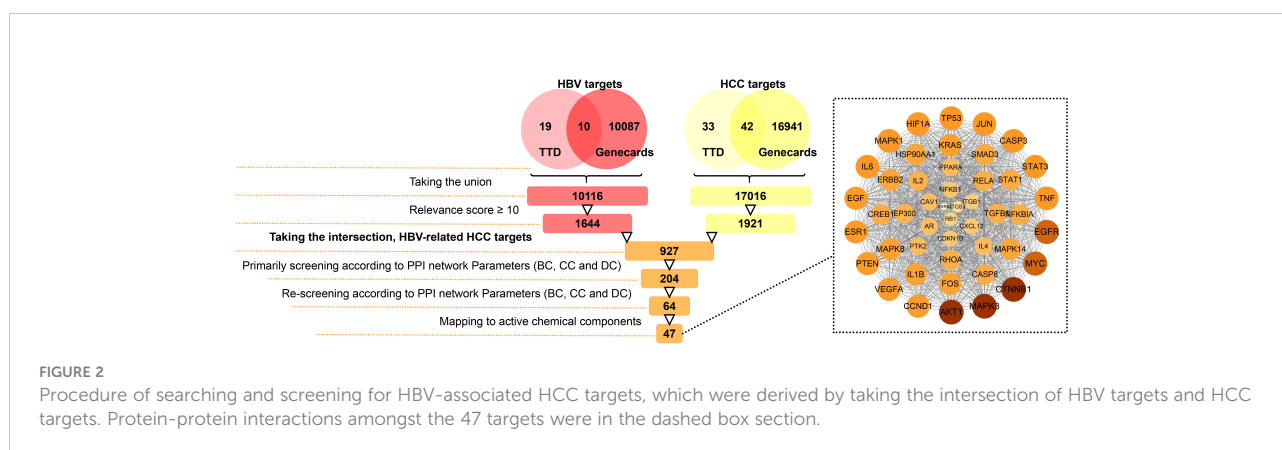 HBV targets
HCC targets
19
10
10087
33
42
16941
TTD
Genecards
TTD
Genecards
Taking the union
10116
17016
Relevance score ≥ 10
1644
1921
Taking the intersection, HBV-related HCC targets
927
Primarily screening according to PPI network Parameters (BC, CC and DC)
204
Re-screening according to PPI network Parameters (BC, CC and DC)
64
Mapping to active chemical components
47
TP53
HIF1A
JUN
MAPK1
KRAS
CASP3
HSP90AA1
SMAD3
IL6
PPARA
STAT3
ERBB2
IL2
RELA
STAT1
NFKB1
EGF
CAV1
ITGB1
TNF
CREB1
EP300
TGFB1
NFKBIA
RB1
ESR1
AR
CXCL12
EGFR
CDKN1B
MAPK8
PTK2
IL4
MAPK14
PTEN
RHOA
MYC
IL1B
CASP8
VEGFA
FOS
CTNNB1
CCND1
AKT1
MAPK3
FIGURE 2
Procedure of searching and screening for HBV-associated HCC targets, which were derived by taking the intersection of HBV targets and HCC
targets. Protein-protein interactions amongst the 47 targets were in the dashed box section.